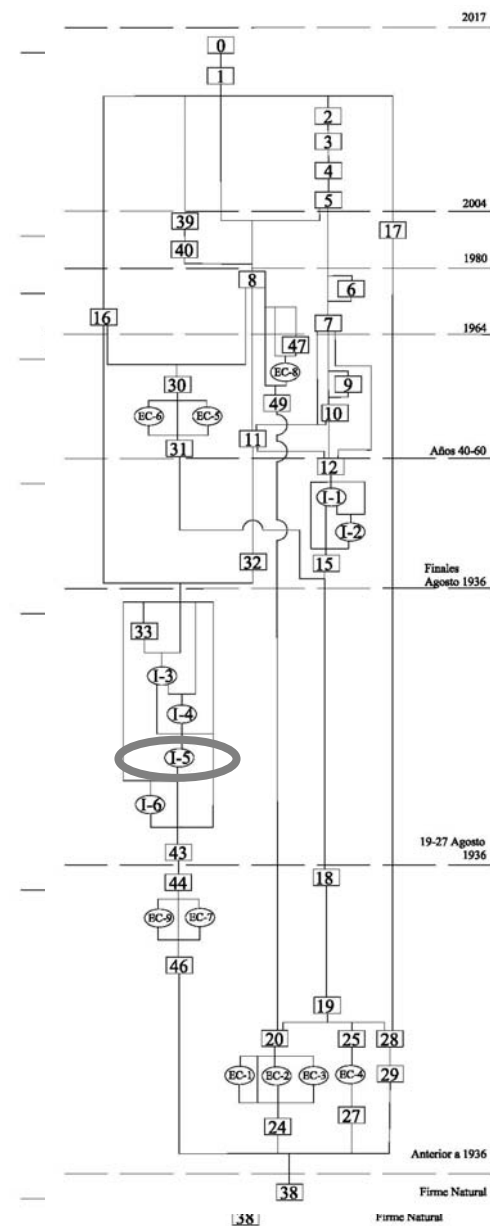 2017
0
1
2
3
4
5
2004
39
17
40
1980
8
6
16
7
47
1964
EC-8
30
9
49
10
EC-6 EC-5
11
31
Años 40-60
12
I-1
I-2
32
15
Finales
Agosto 1936
33
I-3
I-4
I-5
I-6
19-27 Agosto
1936
43
18
44
EC-9 EC-7
46
19
20 25 28
EC-1 EC-2 EC-3 EC-4 29
27
24
Anterior a 1936
38 Firme Natural
38 Firme Natural